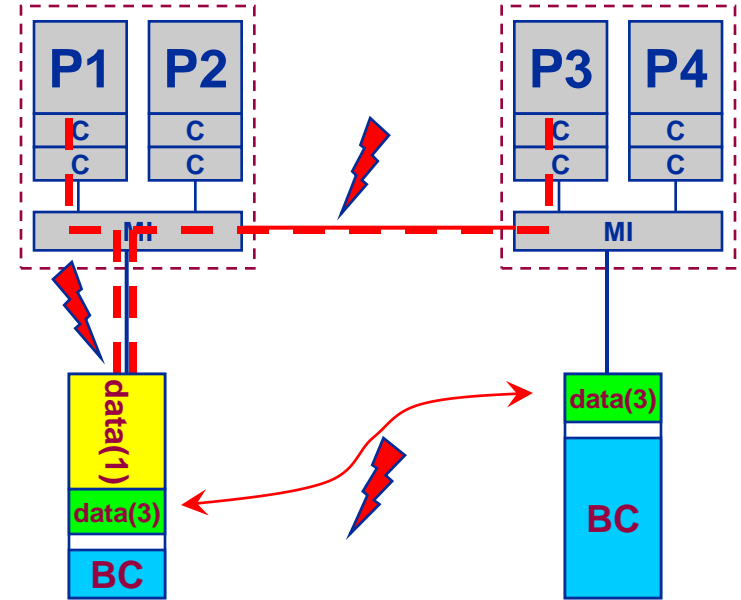 P1 P2 P3 P4
C C C C
C C C C
MI MI
data(1)
data(3)
data(3)
BC
BC